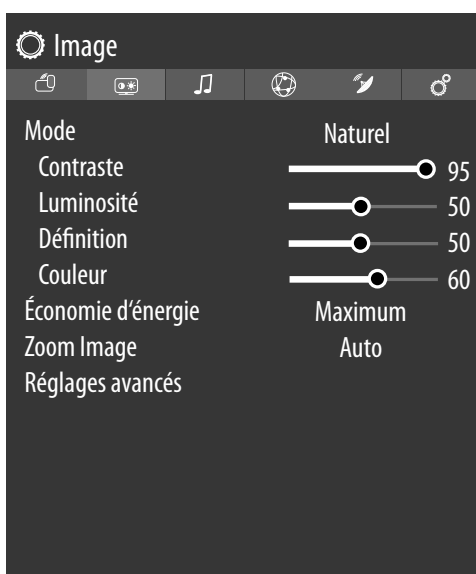 Image
Mode Naturel
Contraste 95
Luminosité 50
Définition 50
Couleur 60
Économie d‘énergie Maximum
Zoom Image Auto
Réglages avancés